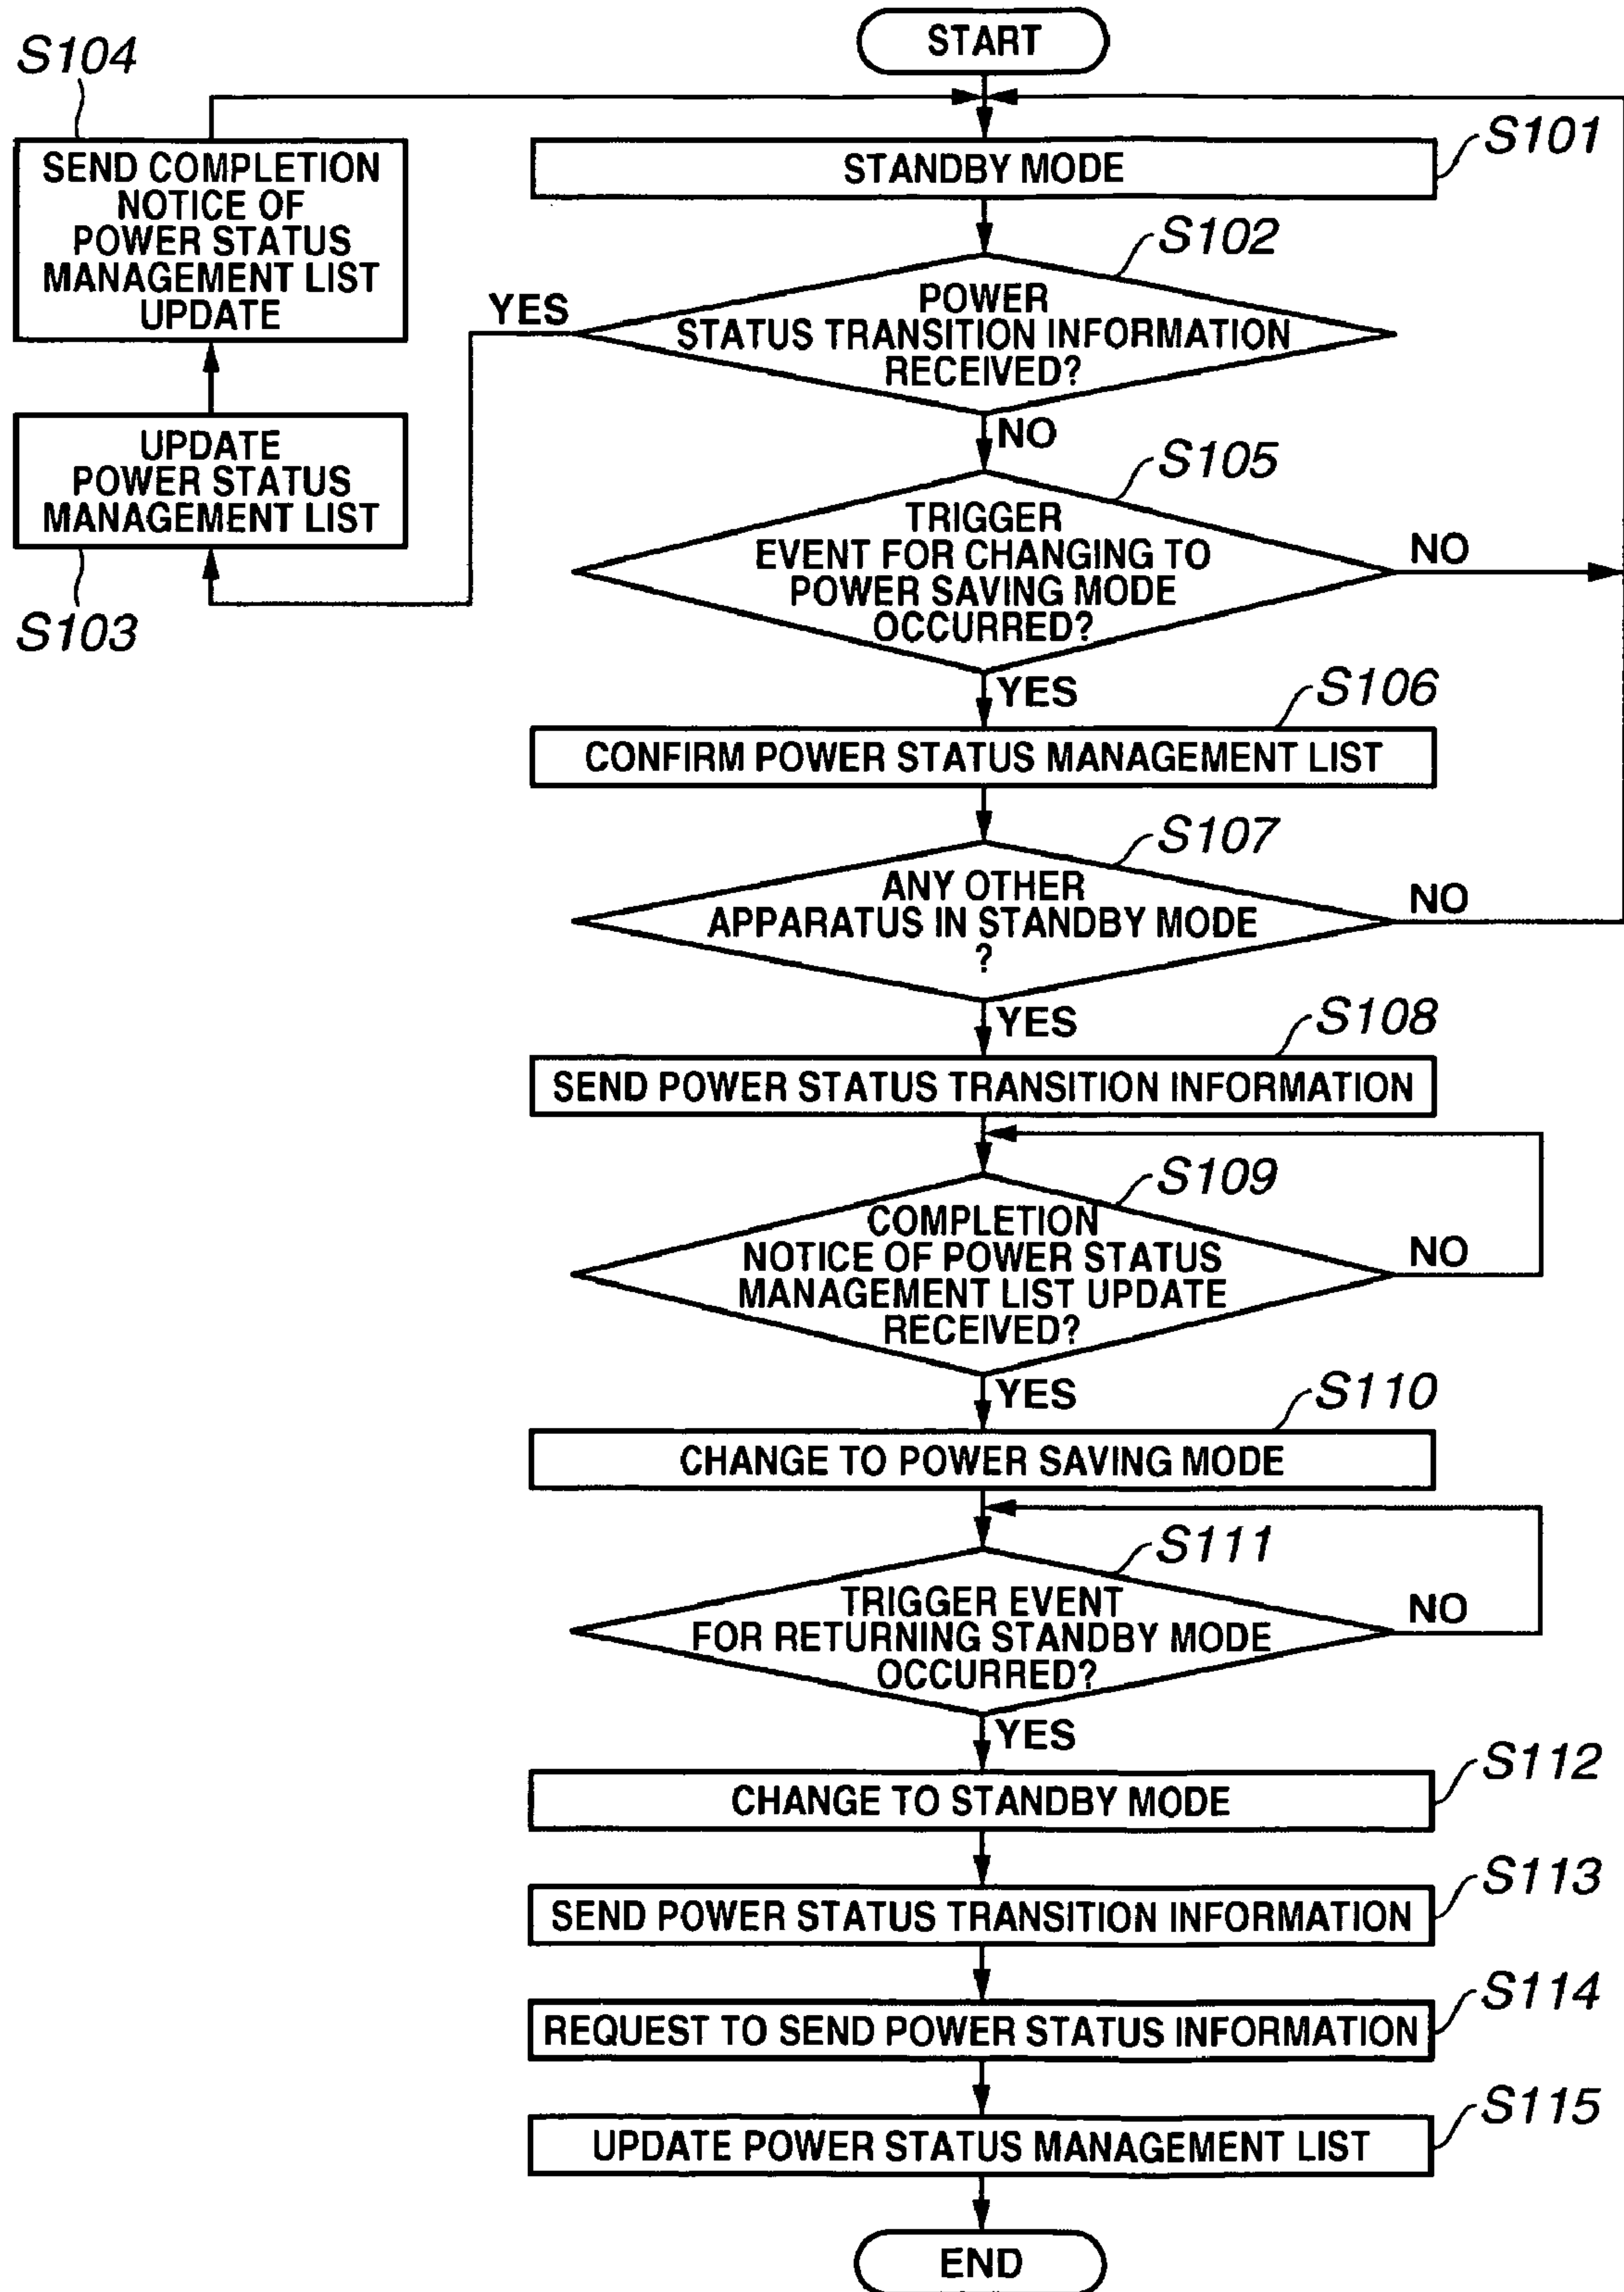 START
S104
SEND COMPLETION
NOTICE OF
POWER STATUS
MANAGEMENT LIST
UPDATE
STANDBY MODE
S101
S102
POWER
STATUS TRANSITION INFORMATION
RECEIVED?
YES
NO
UPDATE
POWER STATUS
MANAGEMENT LIST
S103
S105
TRIGGER
EVENT FOR CHANGING TO
POWER SAVING MODE
OCCURRED?
NO
YES
S106
CONFIRM POWER STATUS MANAGEMENT LIST
S107
ANY OTHER
APPARATUS IN STANDBY MODE
?
NO
YES
S108
SEND POWER STATUS TRANSITION INFORMATION
S109
COMPLETION
NOTICE OF POWER STATUS
MANAGEMENT LIST UPDATE
RECEIVED?
NO
YES
S110
CHANGE TO POWER SAVING MODE
S111
TRIGGER EVENT
FOR RETURNING STANDBY MODE
OCCURRED?
NO
YES
S112
CHANGE TO STANDBY MODE
S113
SEND POWER STATUS TRANSITION INFORMATION
S114
REQUEST TO SEND POWER STATUS INFORMATION
S115
UPDATE POWER STATUS MANAGEMENT LIST
END